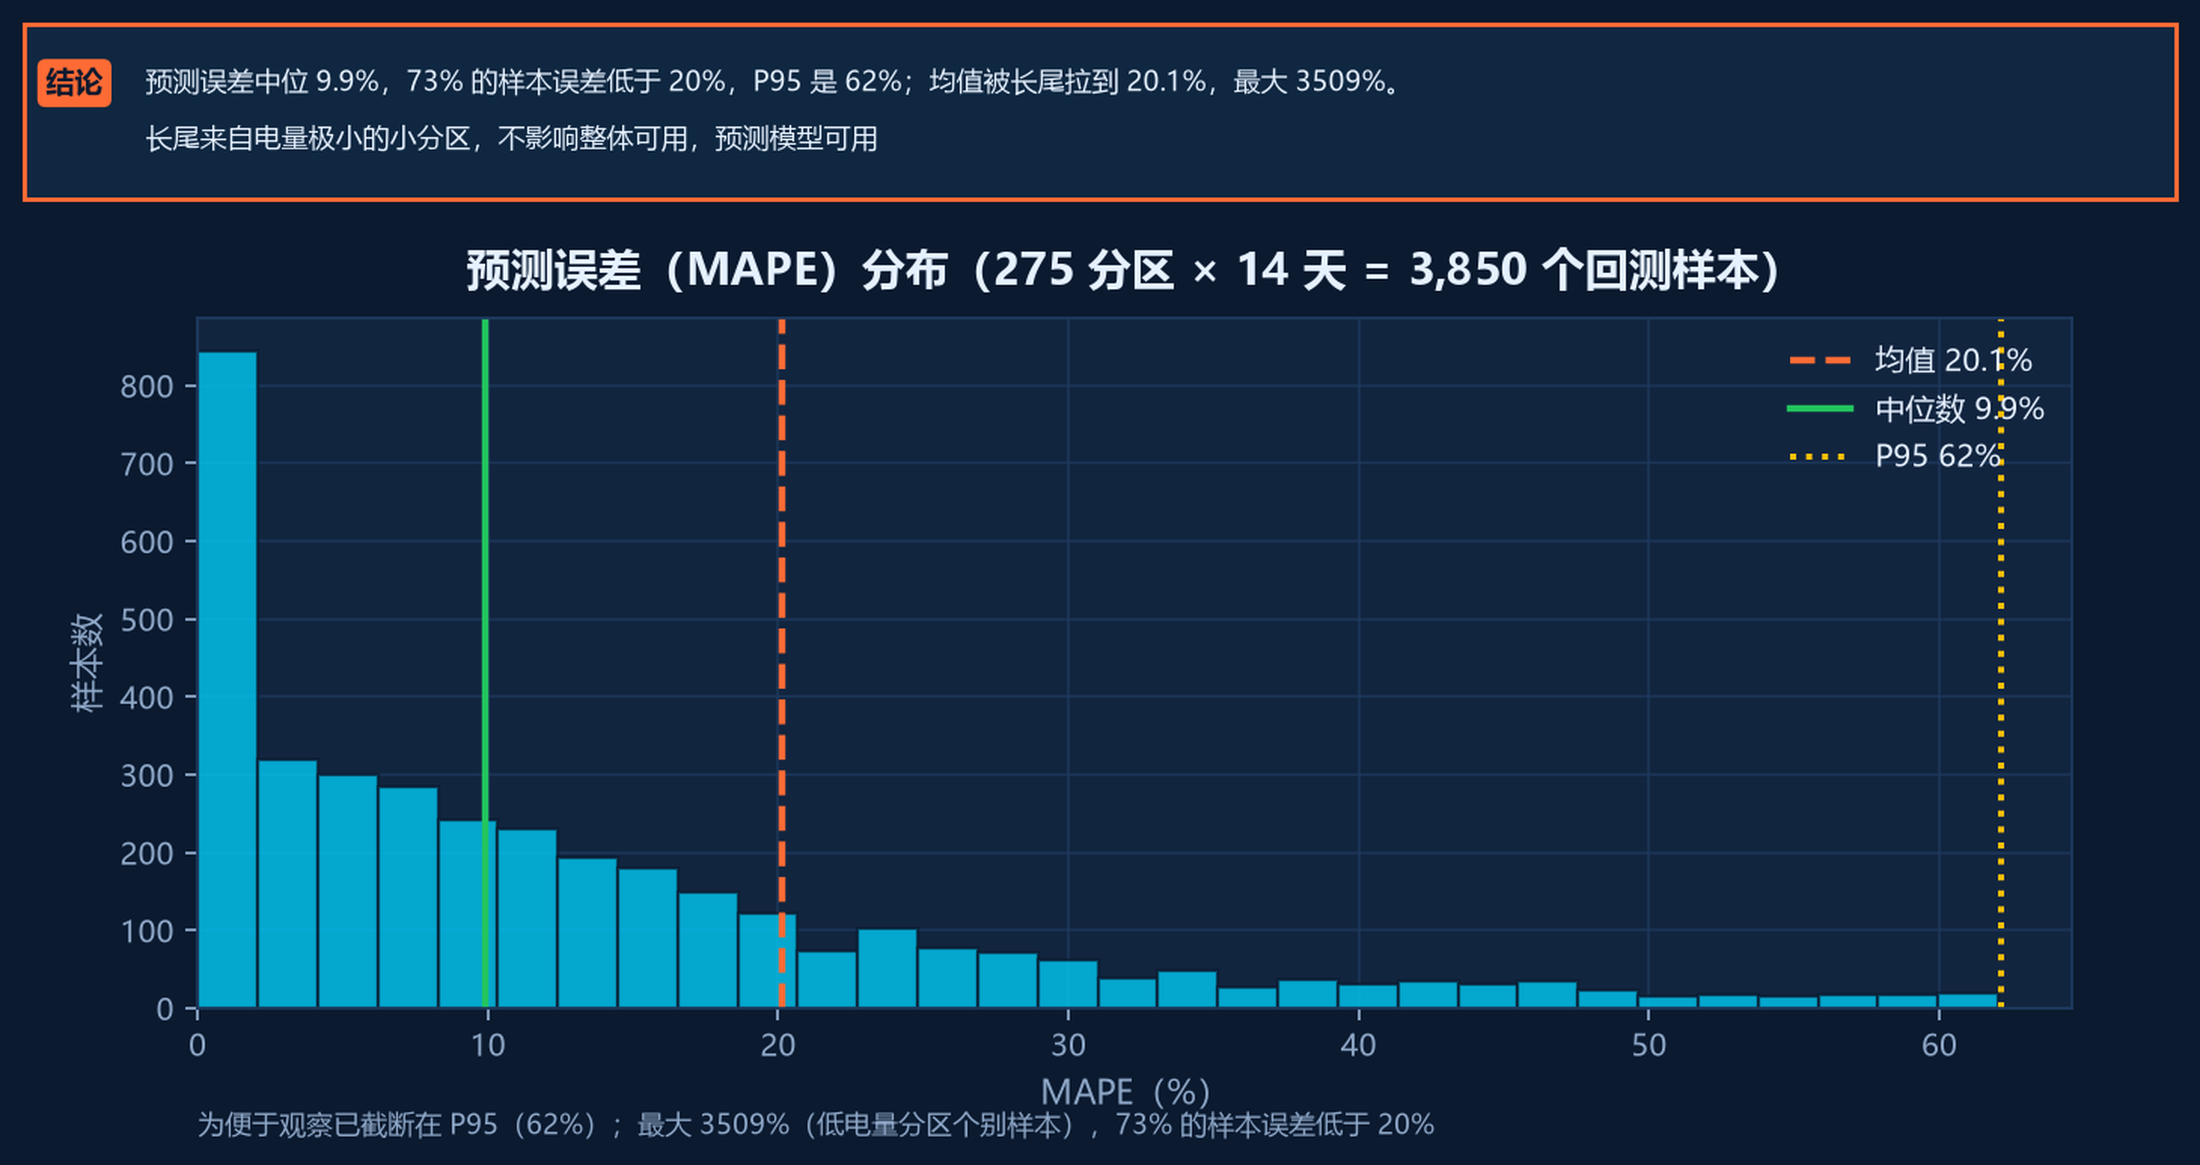 结论
预测误差中位 9.9%，73% 的样本误差低于 20%，P95 是 62%；均值被长尾拉到 20.1%，最大 3509%。
长尾来自电量极小的小分区，不影响整体可用，预测模型可用
预测误差（MAPE）分布（275 分区 × 14 天 = 3,850 个回测样本）
均值 20.1%
中位数 9.9%
P95 62%
样本数
800
700
600
500
400
300
200
100
0
0 10 20 30 40 50 60
MAPE（%）
为便于观察已截断在 P95（62%）；最大 3509%（低电量分区个别样本），73% 的样本误差低于 20%